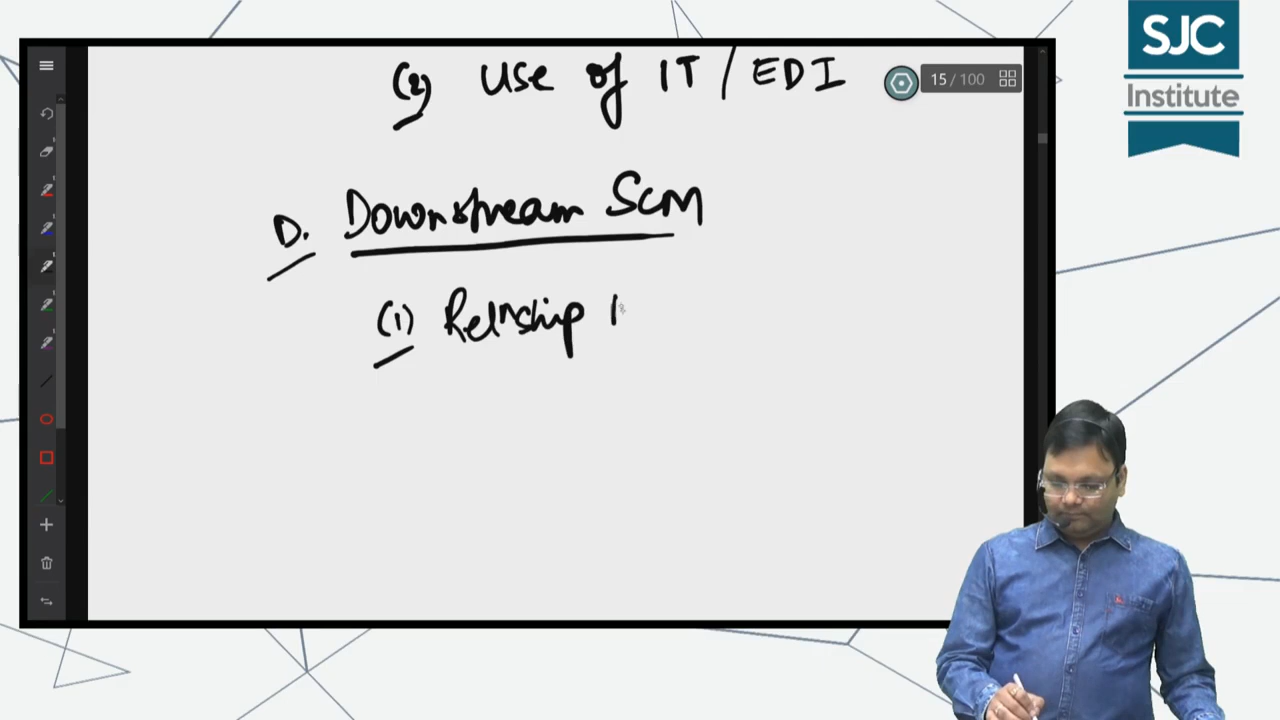 SJC
Institute
15 / 100
(2) Use of IT / EDI
D. Downstream SCM
(1) Relnship